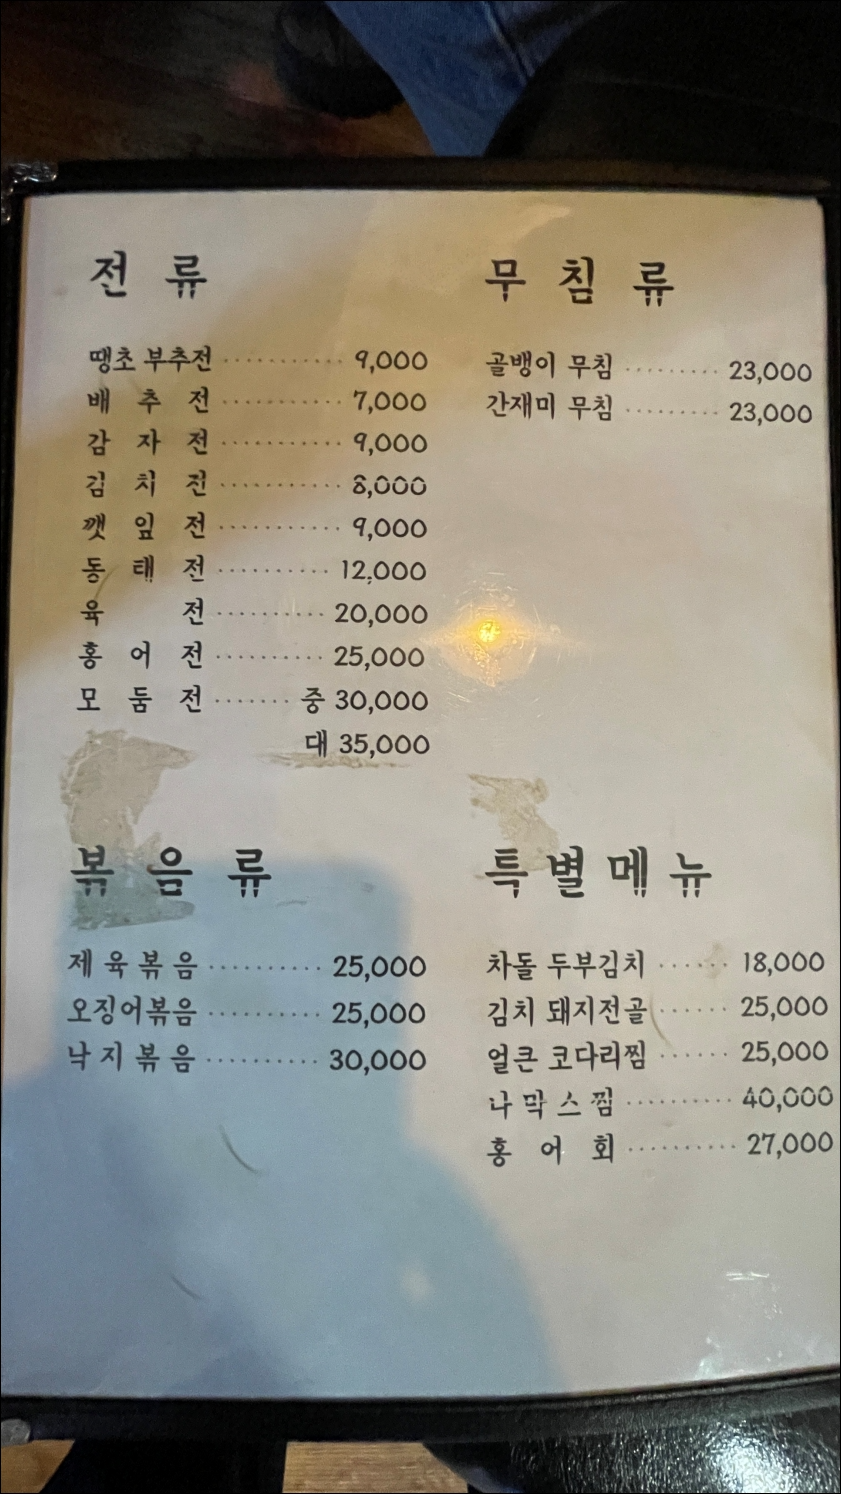 전 류
땡초 부추전 ··········· 9,000
배 추 전 ··········· 7,000
감 자 전 ··········· 9,000
김 치 전 ··········· 8,000
깻 잎 전 ··········· 9,000
동 태 전 ·········· 12,000
육 전 ·········· 20,000
홍 어 전 ·········· 25,000
모 둠 전 ······· 중 30,000
대 35,000
무 침 류
골뱅이 무침 ········· 23,000
간재미 무침 ········· 23,000
볶 음 류
제 육 볶 음 ·········· 25,000
오징어볶음 ·········· 25,000
낙 지 볶 음 ·········· 30,000
특 별 메 뉴
차돌 두부김치 ······ 18,000
김치 돼지전골 ······ 25,000
얼큰 코다리찜 ······ 25,000
나 막 스 찜 ·········· 40,000
홍 어 회 ·········· 27,000